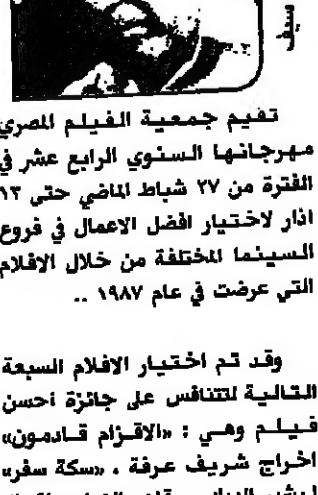 سيف
تقيم جمعية الفيلم المصري
مهرجانها السنوي الرابع عشر في
الفترة من ٢٧ شباط الماضي حتى ١٣
اذار لاختيار افضل الاعمال في فروع
السينما المختلفة من خلال الافلام
التي عرضت في عام ١٩٨٧ ..
وقد تم اختيار الافلام السبعة
التالية لتتنافس على جائزة احسن
فيلم وهي : «الاقزام قادمون»
اخراج شريف عرفة ، «سكة سفر»